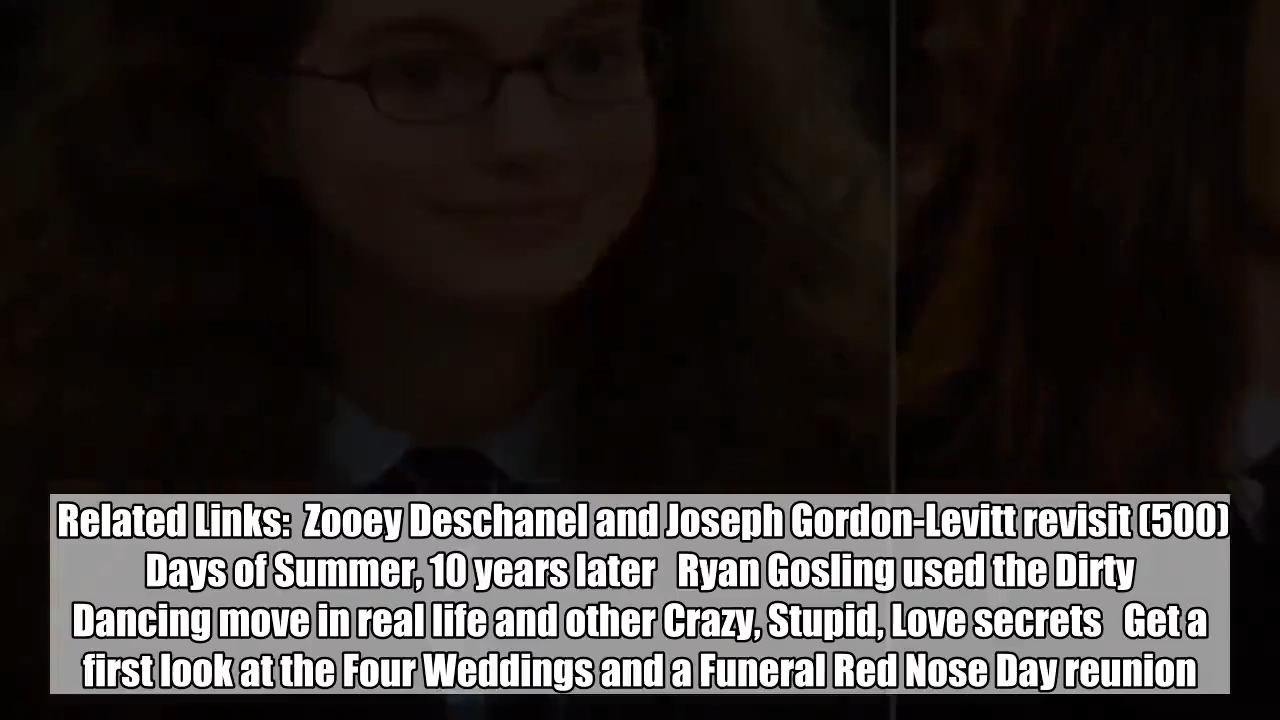 Related Links:  Zooey Deschanel and Joseph Gordon-Levitt revisit (500)
Days of Summer, 10 years later   Ryan Gosling used the Dirty
Dancing move in real life and other Crazy, Stupid, Love secrets   Get a
first look at the Four Weddings and a Funeral Red Nose Day reunion